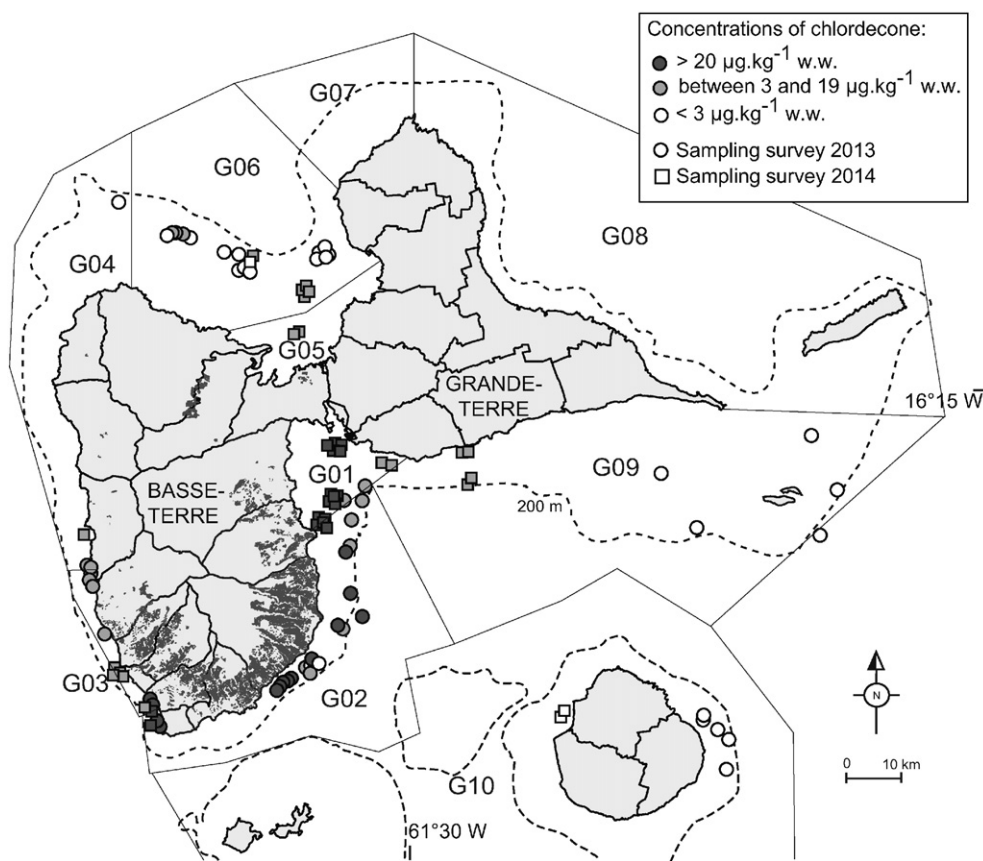 Concentrations of chlordecone:
> 20 µg.kg⁻¹ w.w.
between 3 and 19 µg.kg⁻¹ w.w.
< 3 µg.kg⁻¹ w.w.
Sampling survey 2013
Sampling survey 2014
G07
G06
G08
G04
G05
GRANDE-
TERRE
16°15 W
G01
G09
BASSE-
TERRE
200 m
G03
G02
N
G10
0 10 km
61°30 W